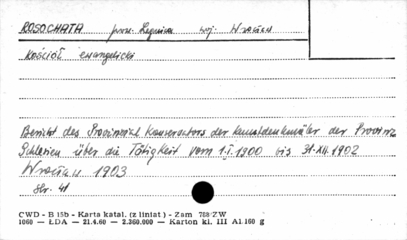 ROSOCHATA pow. Legnica woj. Wrocław
Kościół ewangelicki
Bericht des Provinzial Konservators der Kunstdenkmäler der Provinz
Schlesien über die Tätigkeit vom 1.I.1900 bis 31.XII.1902
Wrocław 1903
str. 41
CWD - B 15b - Karta katal. (z liniat) - Zam 788/ZW
1060 — ŁDA — 21.4.60 - 2.360.000 — Karton kl. III A1 160 g